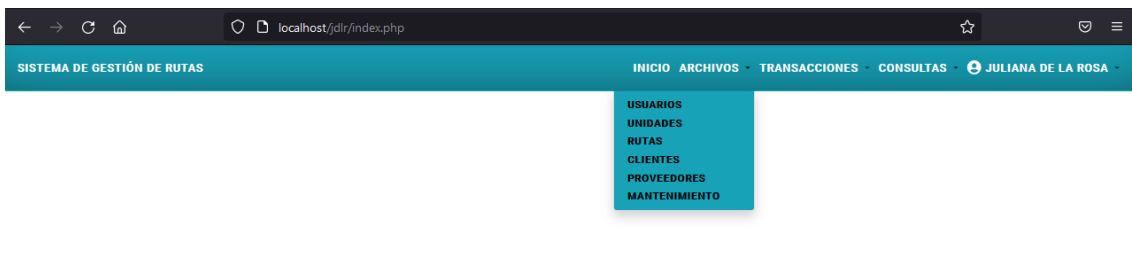 localhost/jdlr/index.php
SISTEMA DE GESTIÓN DE RUTAS INICIO ARCHIVOS TRANSACCIONES CONSULTAS JULIANA DE LA ROSA
USUARIOS
UNIDADES
RUTAS
CLIENTES
PROVEEDORES
MANTENIMIENTO